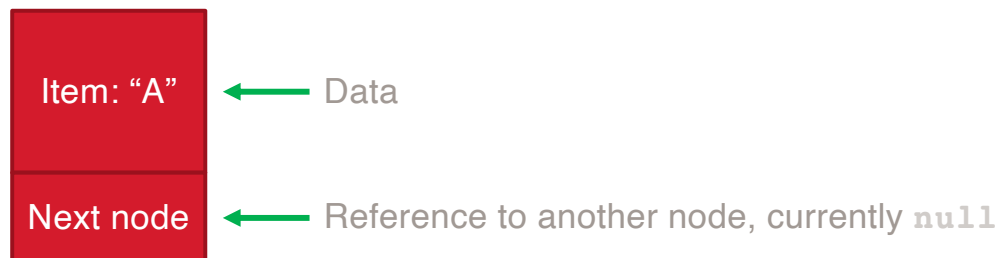 Item: “A”
Data
Next node
Reference to another node, currently null